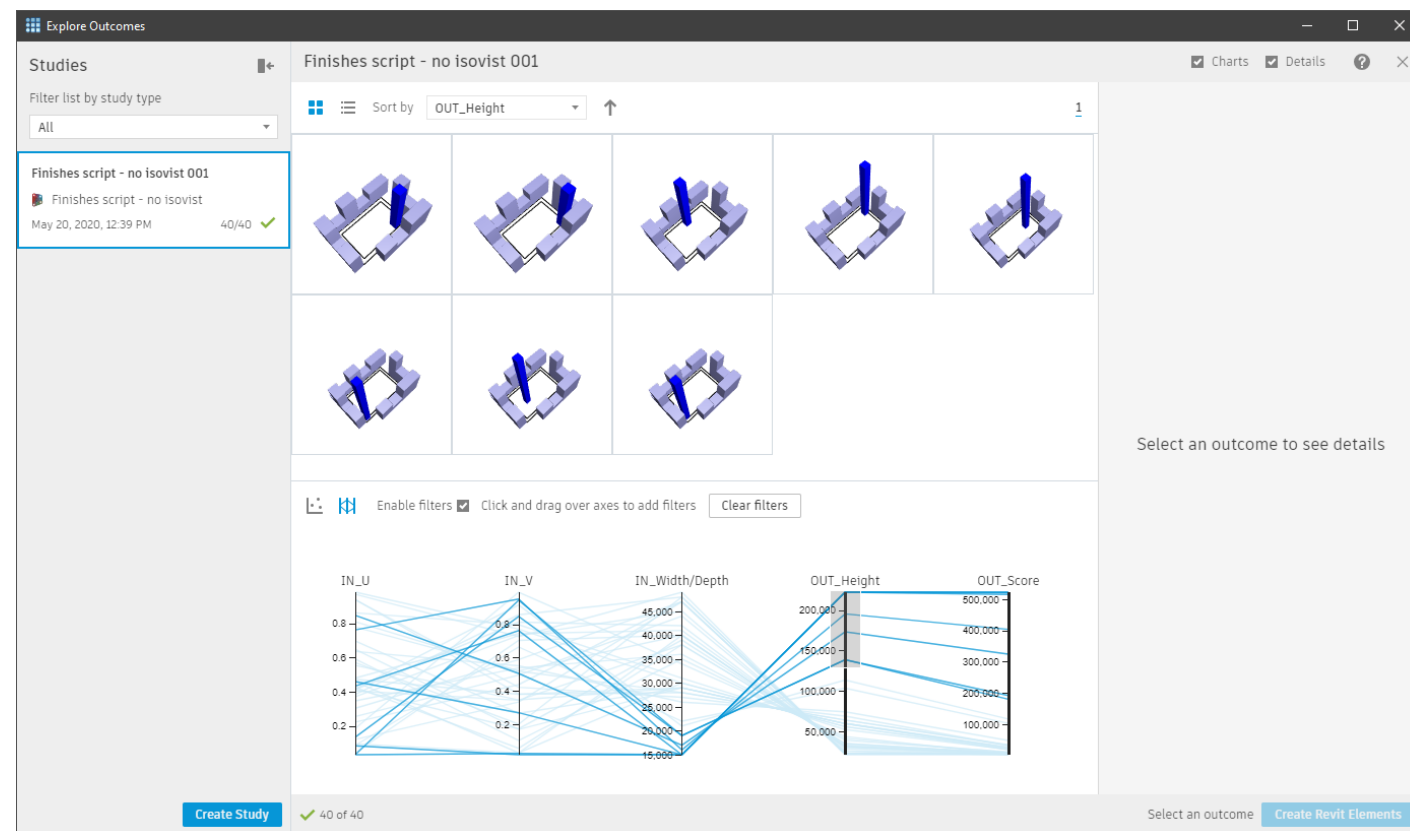 Explore Outcomes
Studies
Filter list by study type
All
Finishes script - no isovist 001
Finishes script - no isovist
May 20, 2020, 12:39 PM 40/40
Create Study
Finishes script - no isovist 001
Charts Details
Sort by OUT_Height
1
Select an outcome to see details
Enable filters Click and drag over axes to add filters Clear filters
IN_U IN_V IN_Width/Depth OUT_Height OUT_Score
0.8
0.6
0.4
0.2
0.8
0.6
0.4
0.2
45,000
40,000
35,000
30,000
25,000
20,000
15,000
200,000
150,000
100,000
50,000
500,000
400,000
300,000
200,000
100,000
40 of 40
Select an outcome Create Revit Elements